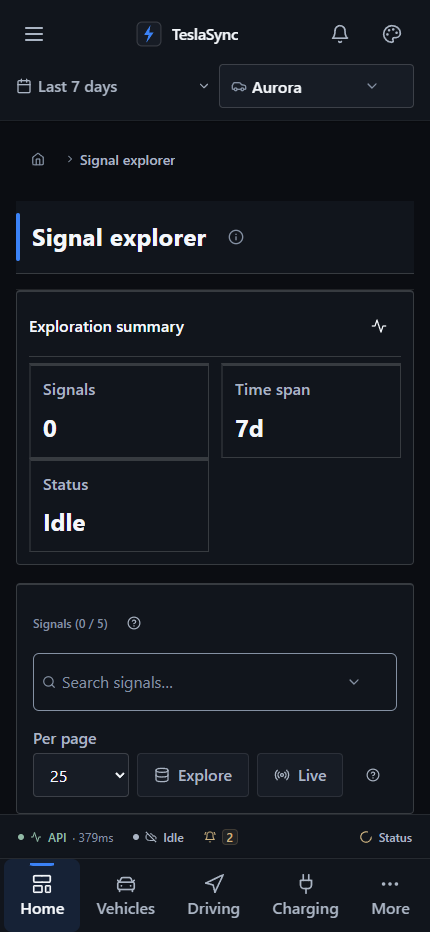 TeslaSync
Last 7 days
Aurora
Signal explorer
Signal explorer
Exploration summary
Signals
Time span
0
7d
Status
Idle
Signals (0 / 5)
Search signals...
Per page
25
Explore
Live
API · 379ms
Idle
2
Status
Home
Vehicles
Driving
Charging
More